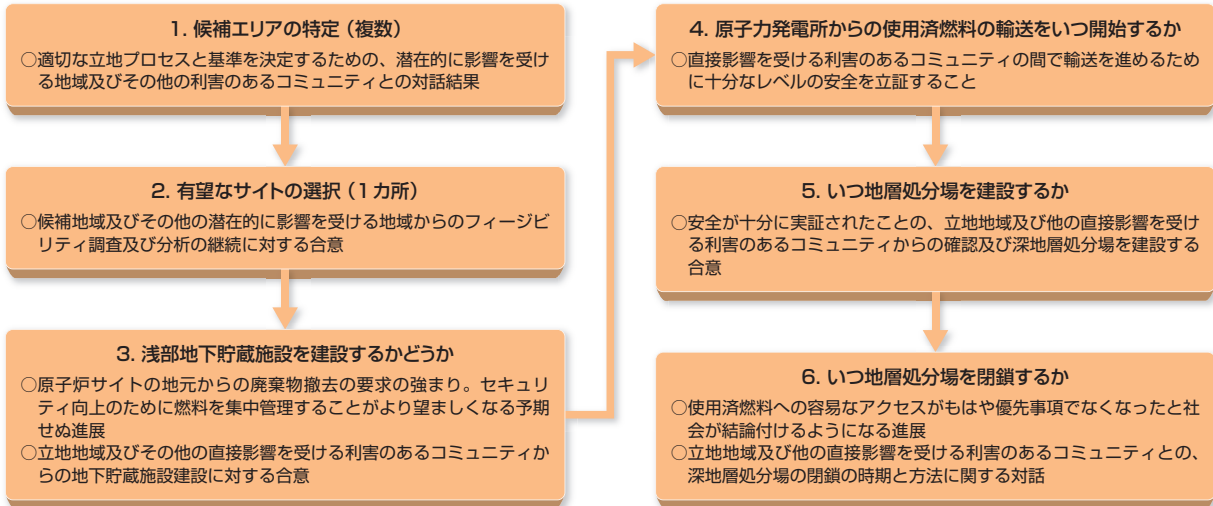 1. 候補エリアの特定（複数）
○適切な立地プロセスと基準を決定するための、潜在的に影響を受け
る地域及びその他の利害のあるコミュニティとの対話結果
2. 有望なサイトの選択（1カ所）
○候補地域及びその他の潜在的に影響を受ける地域からのフィージビ
リティ調査及び分析の継続に対する合意
3. 浅部地下貯蔵施設を建設するかどうか
○原子炉サイトの地元からの廃棄物撤去の要求の強まり。セキュリ
ティ向上のために燃料を集中管理することがより望ましくなる予期
せぬ進展
○立地地域及びその他の直接影響を受ける利害のあるコミュニティか
らの地下貯蔵施設建設に対する合意
4. 原子力発電所からの使用済燃料の輸送をいつ開始するか
○直接影響を受ける利害のあるコミュニティの間で輸送を進めるため
に十分なレベルの安全を立証すること
5. いつ地層処分場を建設するか
○安全が十分に実証されたことの、立地地域及び他の直接影響を受け
る利害のあるコミュニティからの確認及び深地層処分場を建設する
合意
6. いつ地層処分場を閉鎖するか
○使用済燃料への容易なアクセスがもはや優先事項でなくなったと社
会が結論付けるようになる進展
○立地地域及び他の直接影響を受ける利害のあるコミュニティとの、
深地層処分場の閉鎖の時期と方法に関する対話